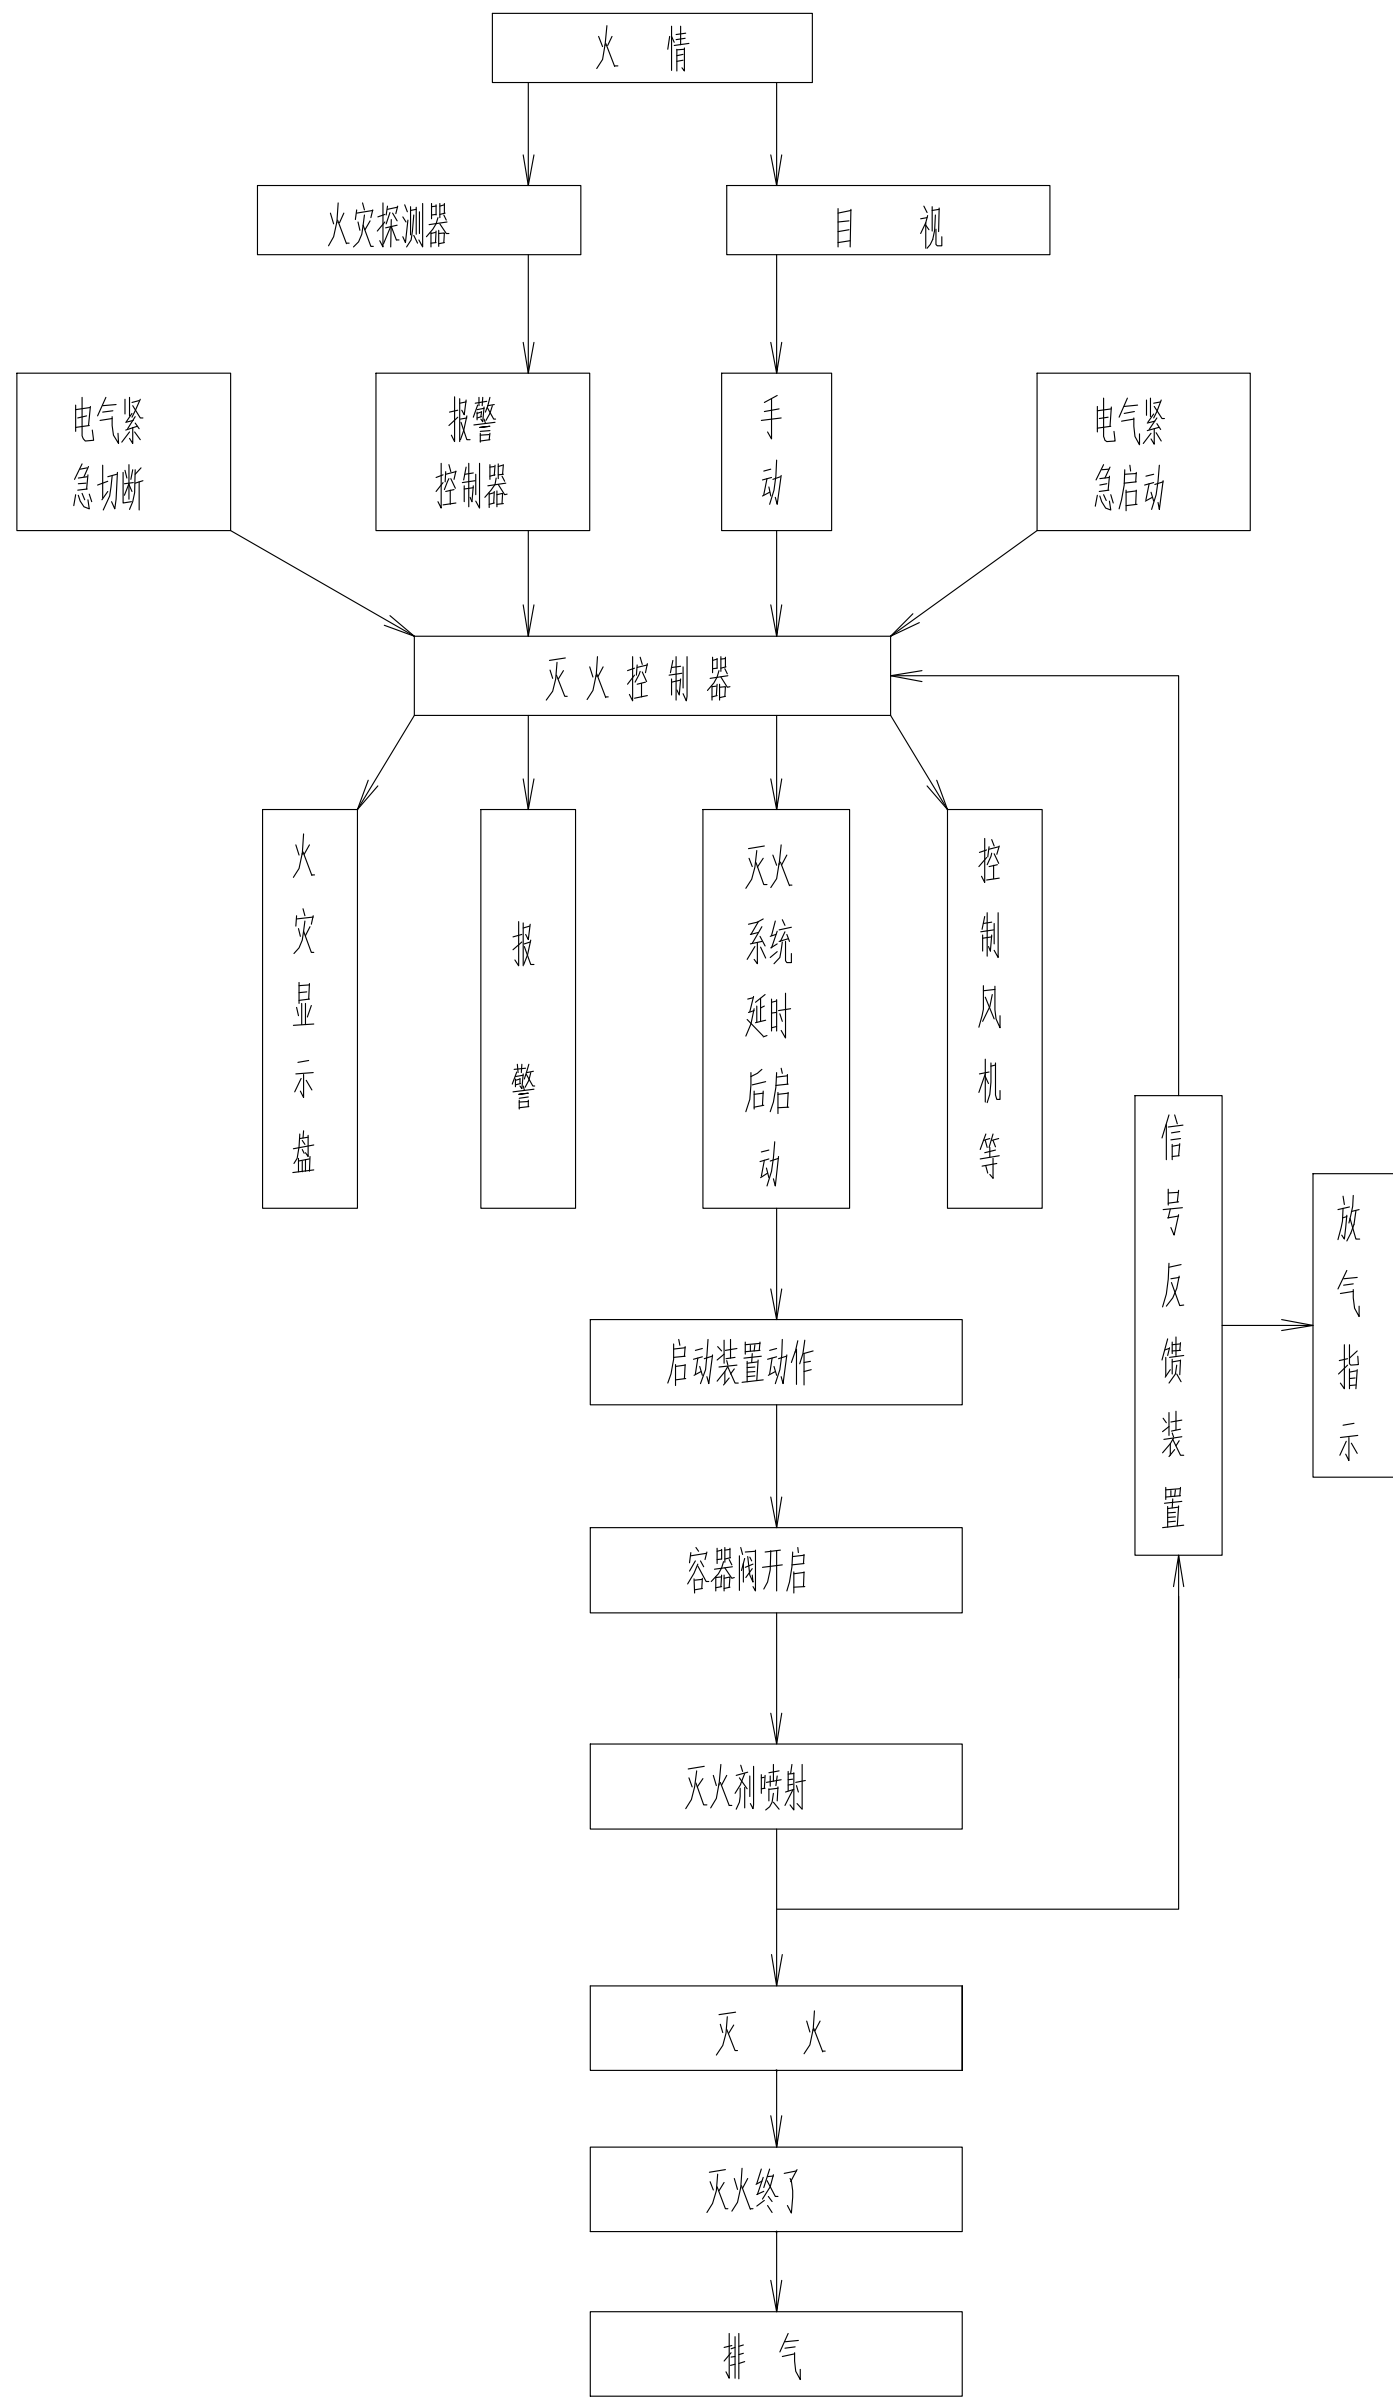 火 情
火灾探测器
目 视
电气紧
急切断
报警
控制器
手
动
电气紧
急启动
灭火控制器
火
灾
显
示
盘
报
警
灭火
系统
延时
后启
动
控
制
风
机
等
信
号
反
馈
装
置
放
气
指
示
启动装置动作
容器阀开启
灭火剂喷射
灭 火
灭火终了
排 气